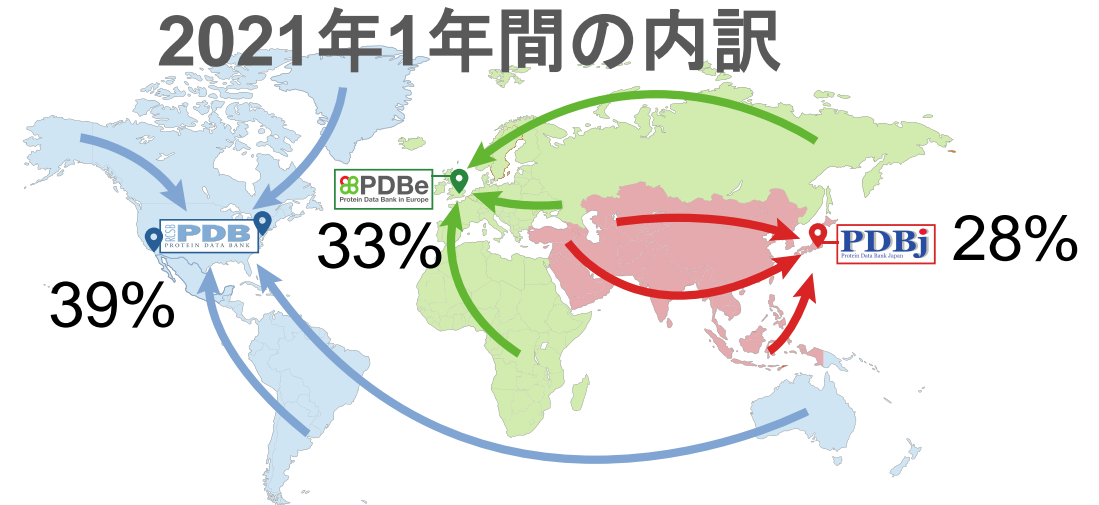 2021年1年間の内訳
PDBe
Protein Data Bank in Europe
33%
RCSB
PDB
PROTEIN DATA BANK
39%
PDBj
Protein Data Bank Japan
28%